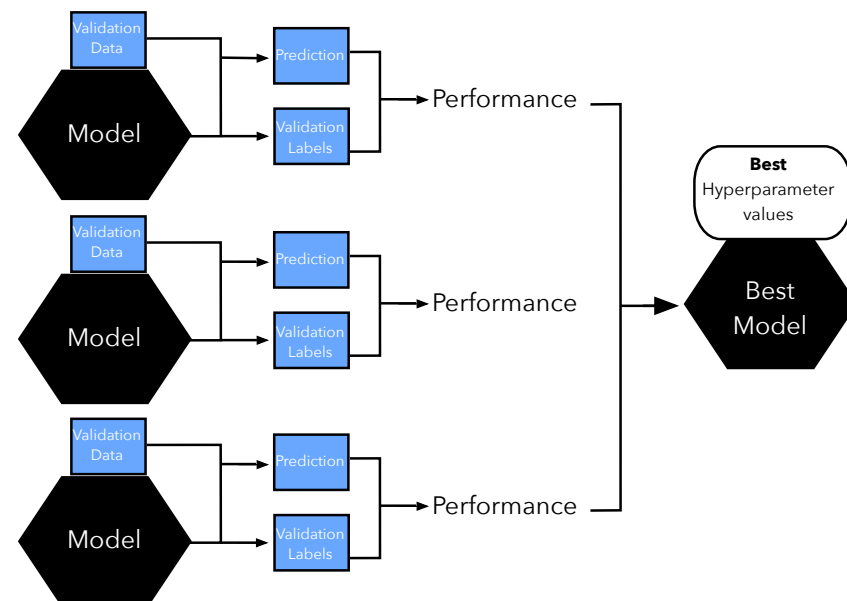 Validation
Data
Model
Prediction
Validation
Labels
Performance
Validation
Data
Model
Prediction
Validation
Labels
Performance
Validation
Data
Model
Prediction
Validation
Labels
Performance
Best
Hyperparameter
values
Best
Model